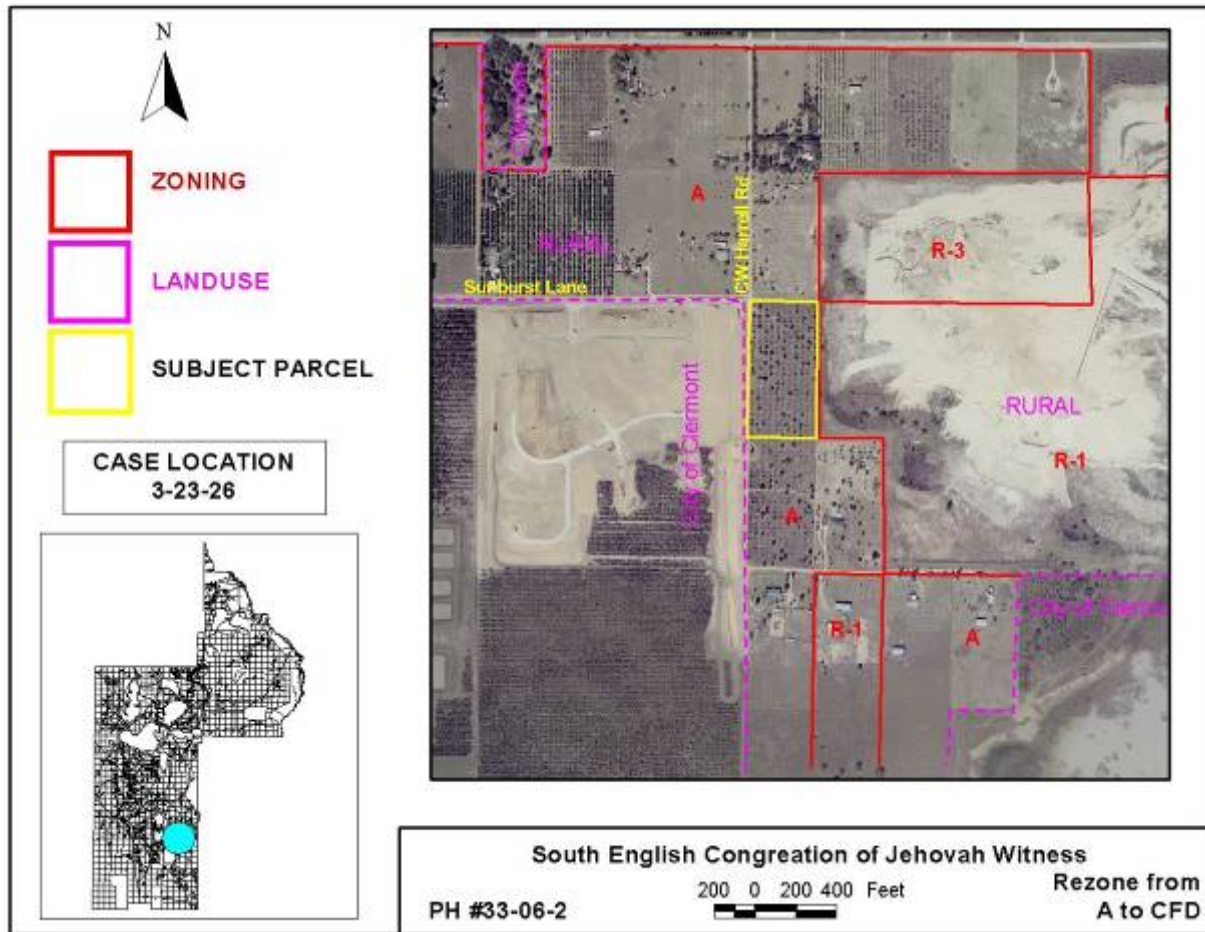 N
ZONING
LANDUSE
SUBJECT PARCEL
CASE LOCATION
3-23-26
A
CW Harrell Rd
R-3
RURAL
Sunburst Lane
City of Clermont
RURAL
R-1
A
R-1
A
South English Congreation of Jehovah Witness
200 0 200 400 Feet
Rezone from
PH #33-06-2
A to CFD